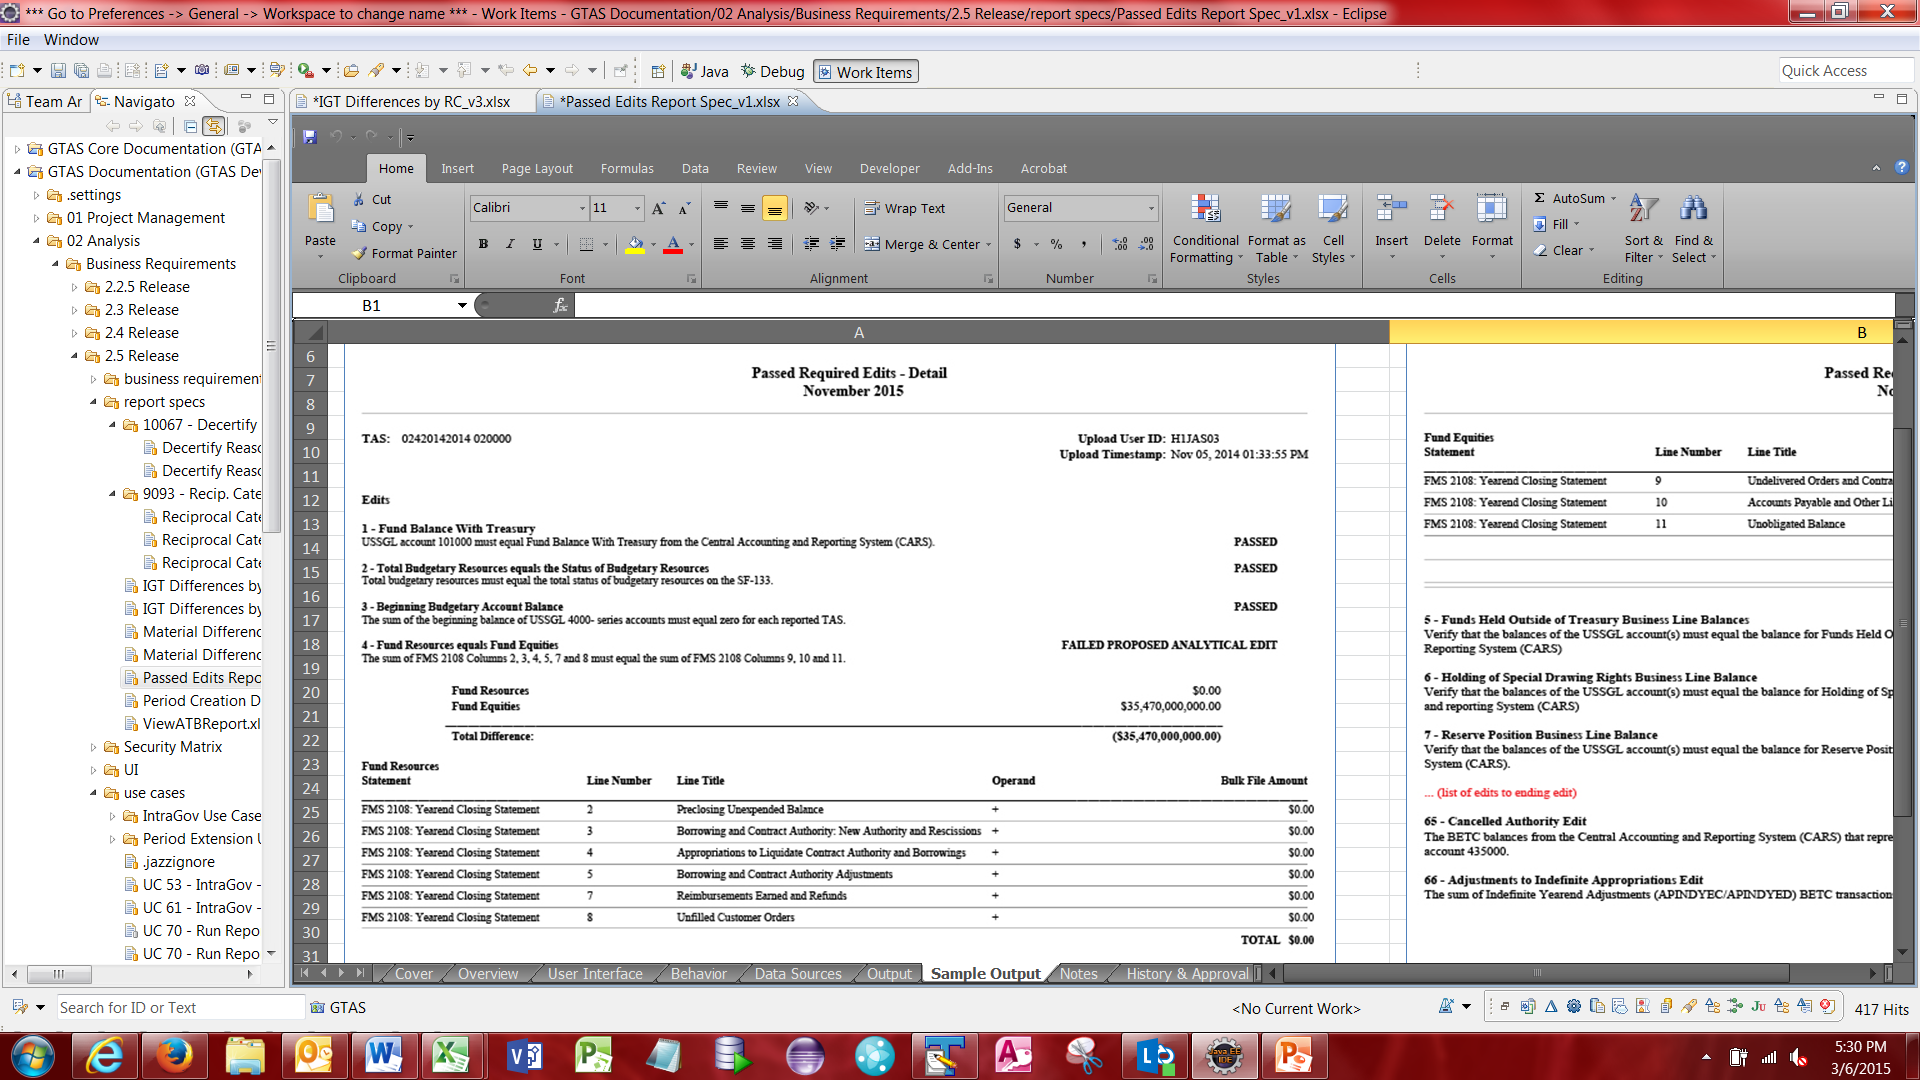 *** Go to Preferences -> General -> Workspace to change name *** - Work Items - GTAS Documentation/02 Analysis/Business Requirements/2.5 Release/report specs/Passed Edits Report Spec_v1.xlsx - Eclipse
File Window
Java Debug Work Items Quick Access
Team Ar Navigato *IGT Differences by RC_v3.xlsx *Passed Edits Report Spec_v1.xlsx
GTAS Core Documentation (GTA
GTAS Documentation (GTAS De
.settings
01 Project Management
02 Analysis
Business Requirements
2.2.5 Release
2.3 Release
2.4 Release
2.5 Release
business requirement
report specs
10067 - Decertify
Decertify Reaso
Decertify Reaso
9093 - Recip. Cate
Reciprocal Cate
Reciprocal Cate
Reciprocal Cate
IGT Differences by
IGT Differences by
Material Differenc
Material Differenc
Passed Edits Repo
Period Creation D
ViewATBReport.xl
Security Matrix
UI
use cases
IntraGov Use Case
Period Extension U
.jazzignore
UC 53 - IntraGov -
UC 61 - IntraGov -
UC 70 - Run Repo
UC 70 - Run Repo
Home Insert Page Layout Formulas Data Review View Developer Add-Ins Acrobat
Paste Cut Copy Format Painter Clipboard
Calibri 11 B I U A Font
Wrap Text Merge & Center Alignment
General $ % , Number
Conditional Formatting Format as Table Cell Styles Styles
Insert Delete Format Cells
AutoSum Fill Clear Sort & Filter Find & Select Editing
B1 fx
A B
6
7
8
9
10
11
12
13
14
15
16
17
18
19
20
21
22
23
24
25
26
27
28
29
30
31
Passed Required Edits - Detail
November 2015
TAS: 02420142014 020000 Upload User ID: H1JAS03
Upload Timestamp: Nov 05, 2014 01:33:55 PM
Edits
1 - Fund Balance With Treasury
USSGL account 101000 must equal Fund Balance With Treasury from the Central Accounting and Reporting System (CARS). PASSED
2 - Total Budgetary Resources equals the Status of Budgetary Resources PASSED
Total budgetary resources must equal the total status of budgetary resources on the SF-133.
3 - Beginning Budgetary Account Balance PASSED
The sum of the beginning balance of USSGL 4000- series accounts must equal zero for each reported TAS.
4 - Fund Resources equals Fund Equities FAILED PROPOSED ANALYTICAL EDIT
The sum of FMS 2108 Columns 2, 3, 4, 5, 7 and 8 must equal the sum of FMS 2108 Columns 9, 10 and 11.
Fund Resources $0.00
Fund Equities $35,470,000,000.00
Total Difference: ($35,470,000,000.00)
Fund Resources
Statement Line Number Line Title Operand Bulk File Amount
FMS 2108: Yearend Closing Statement 2 Preclosing Unexpended Balance + $0.00
FMS 2108: Yearend Closing Statement 3 Borrowing and Contract Authority: New Authority and Rescissions + $0.00
FMS 2108: Yearend Closing Statement 4 Appropriations to Liquidate Contract Authority and Borrowings + $0.00
FMS 2108: Yearend Closing Statement 5 Borrowing and Contract Authority Adjustments + $0.00
FMS 2108: Yearend Closing Statement 7 Reimbursements Earned and Refunds + $0.00
FMS 2108: Yearend Closing Statement 8 Unfilled Customer Orders + $0.00
TOTAL $0.00
Passed Re
No
Fund Equities
Statement Line Number Line Title
FMS 2108: Yearend Closing Statement 9 Undelivered Orders and Contra
FMS 2108: Yearend Closing Statement 10 Accounts Payable and Other Li
FMS 2108: Yearend Closing Statement 11 Unobligated Balance
5 - Funds Held Outside of Treasury Business Line Balances
Verify that the balances of the USSGL account(s) must equal the balance for Funds Held O
Reporting System (CARS)
6 - Holding of Special Drawing Rights Business Line Balance
Verify that the balances of the USSGL account(s) must equal the balance for Holding of Sp
and reporting System (CARS)
7 - Reserve Position Business Line Balance
Verify that the balances of the USSGL account(s) must equal the balance for Reserve Posit
System (CARS).
... (list of edits to ending edit)
65 - Cancelled Authority Edit
The BETC balances from the Central Accounting and Reporting System (CARS) that repre
account 435000.
66 - Adjustments to Indefinite Appropriations Edit
The sum of Indefinite Yearend Adjustments (APINDYEC/APINDYED) BETC transaction
Cover Overview User Interface Behavior Data Sources Output Sample Output Notes History & Approval
Search for ID or Text GTAS <No Current Work> 417 Hits
5:30 PM
3/6/2015